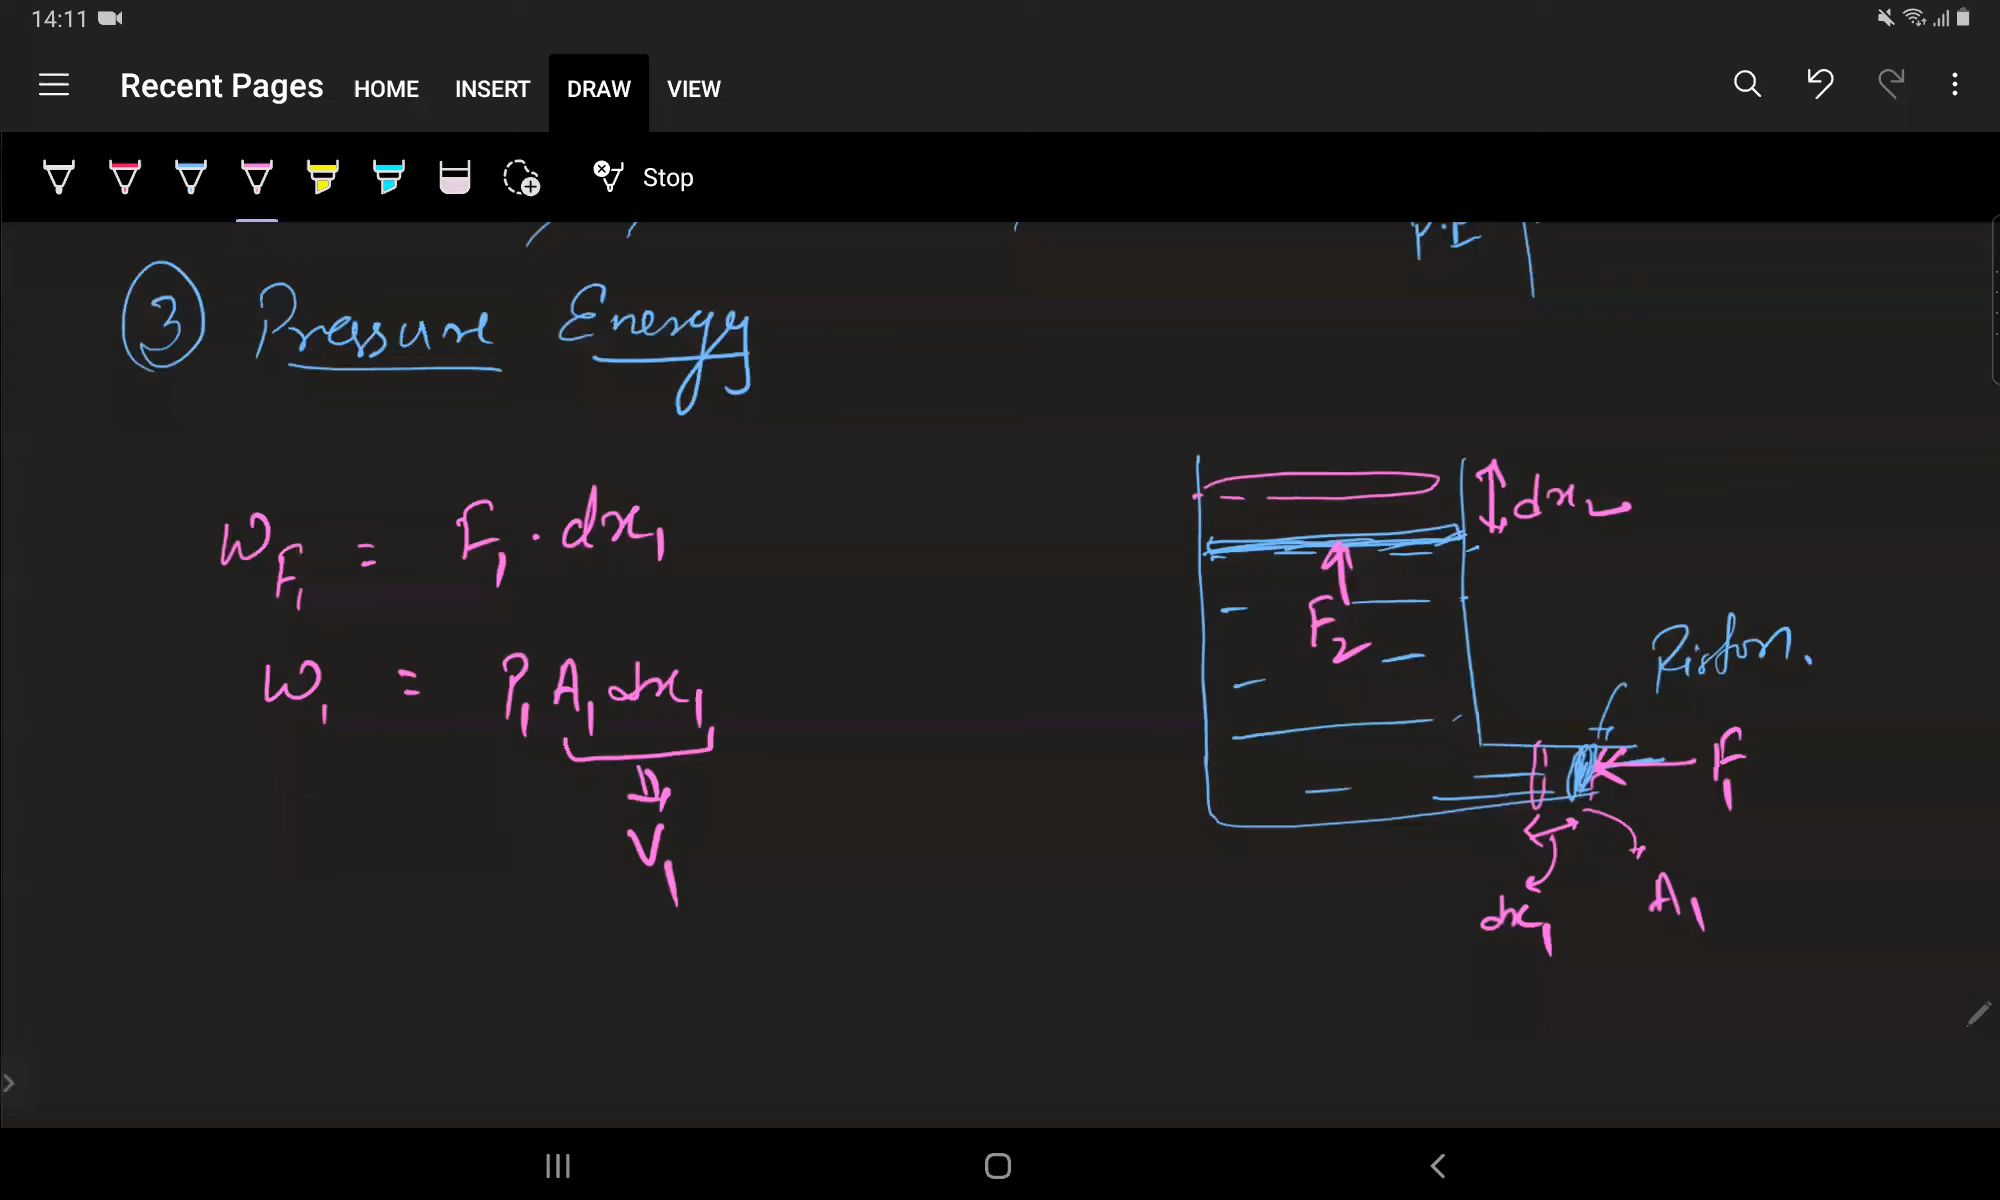 14:11
Recent Pages HOME INSERT DRAW VIEW
Stop
P.E
3 Pressure Energy
W_F₁ = F₁ . dx₁
W₁ = P₁ A₁ dx₁
V₁
dx₂
F₂
Piston.
F₁
A₁
dx₁